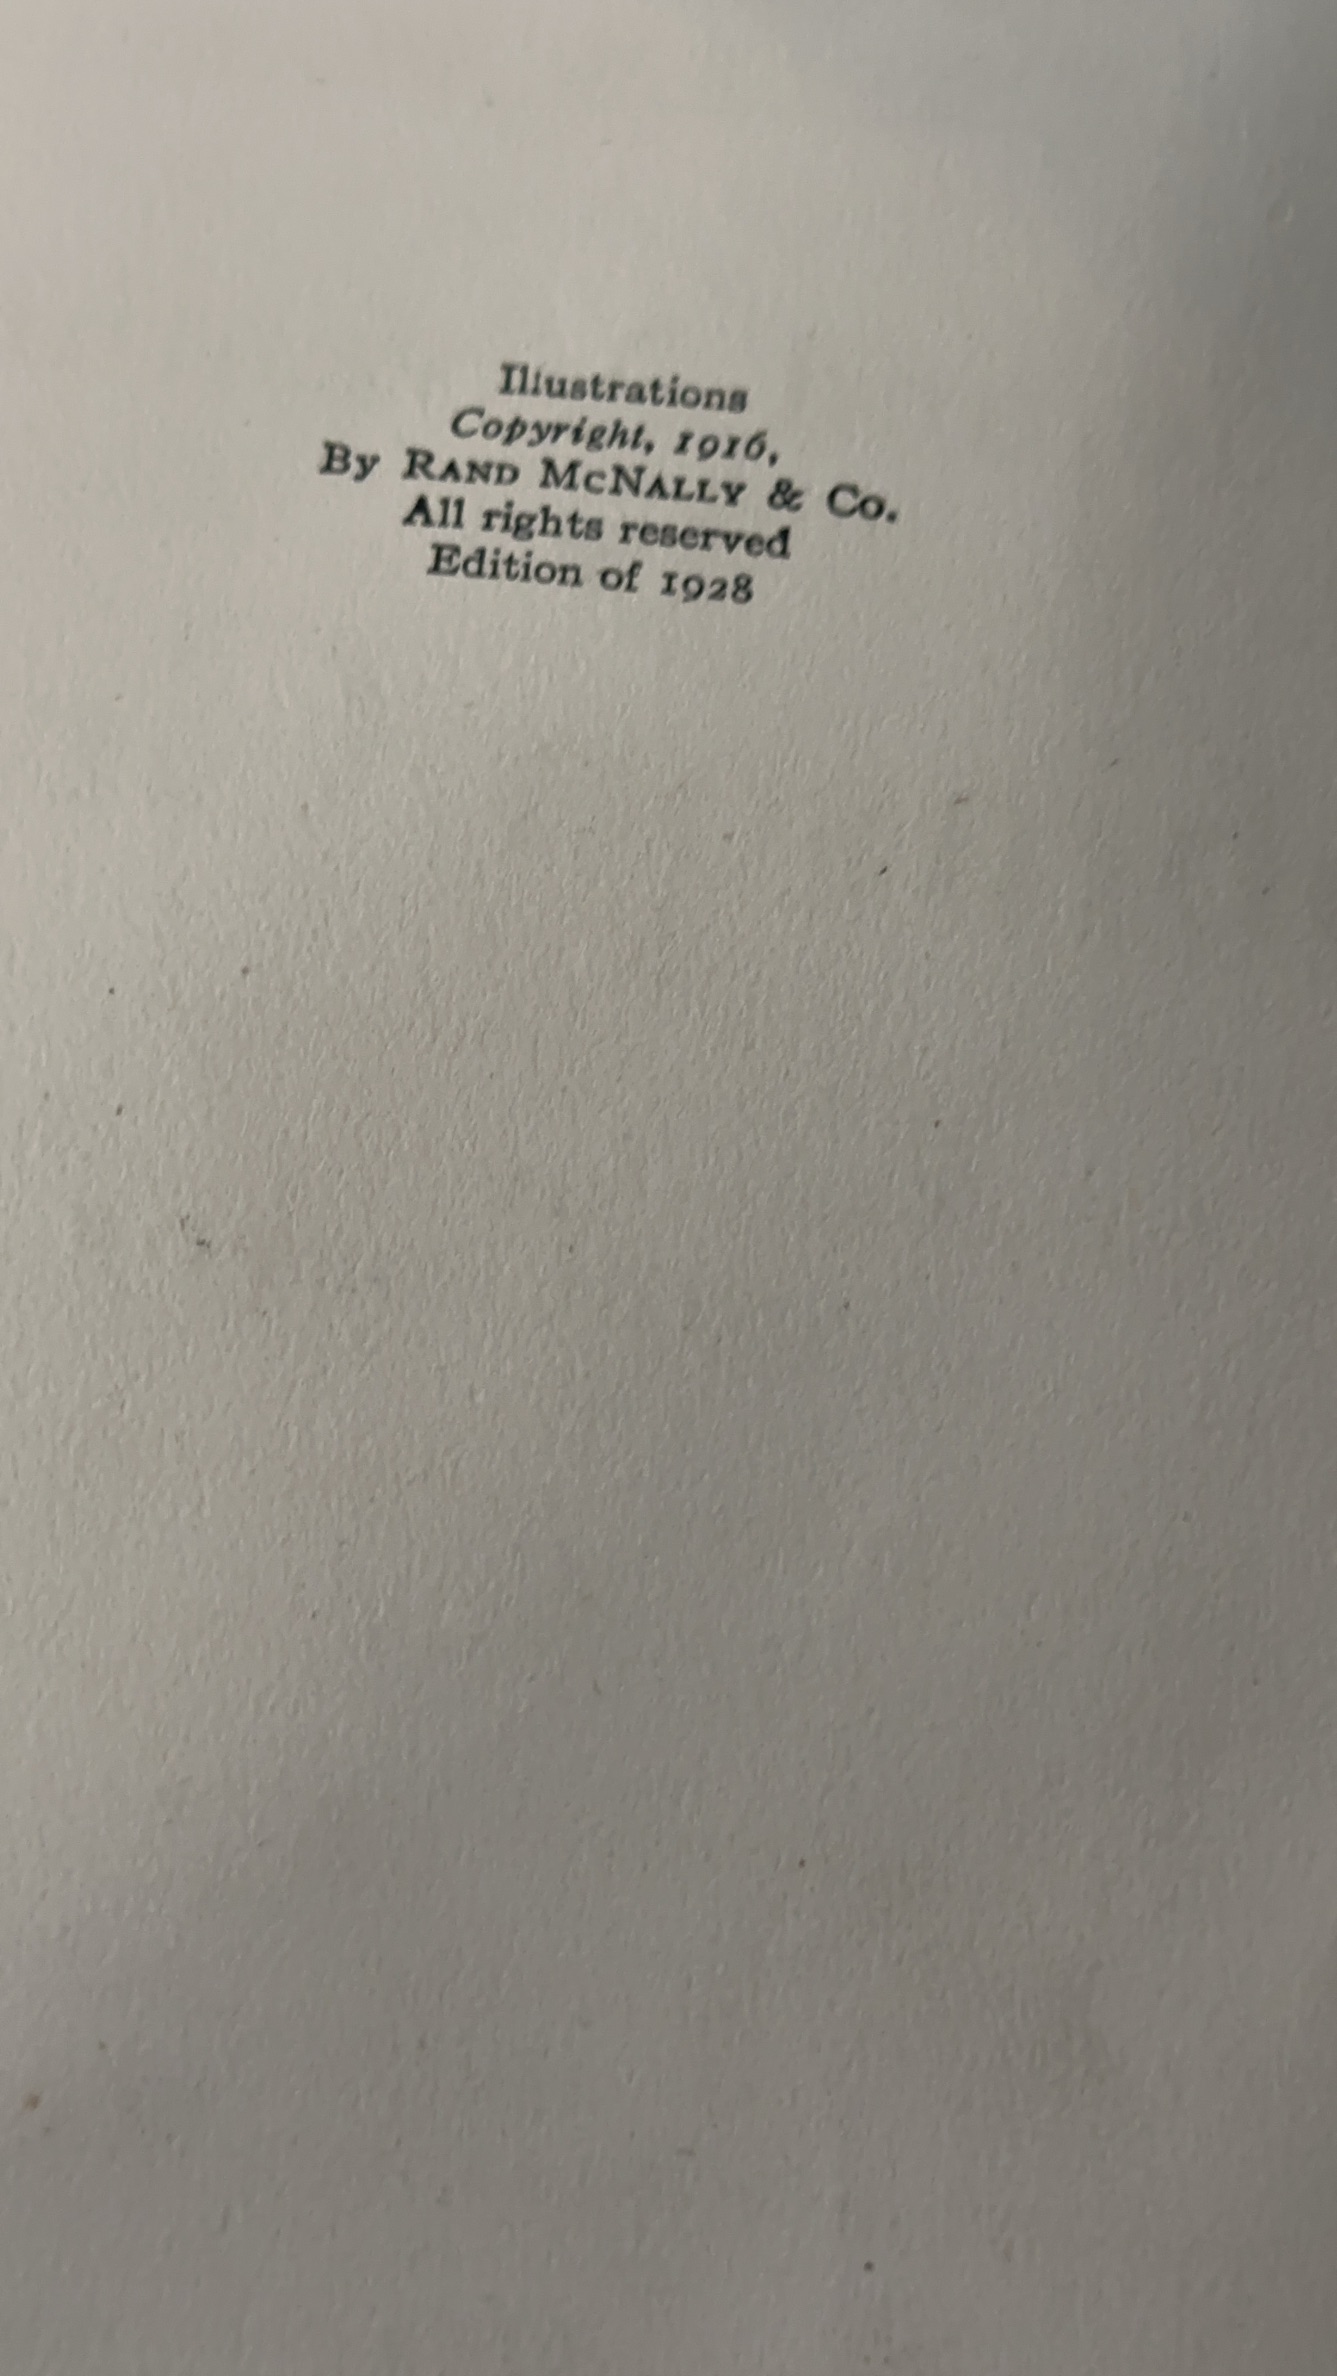 Illustrations
Copyright, 1916,
By RAND MCNALLY & Co.
All rights reserved
Edition of 1928